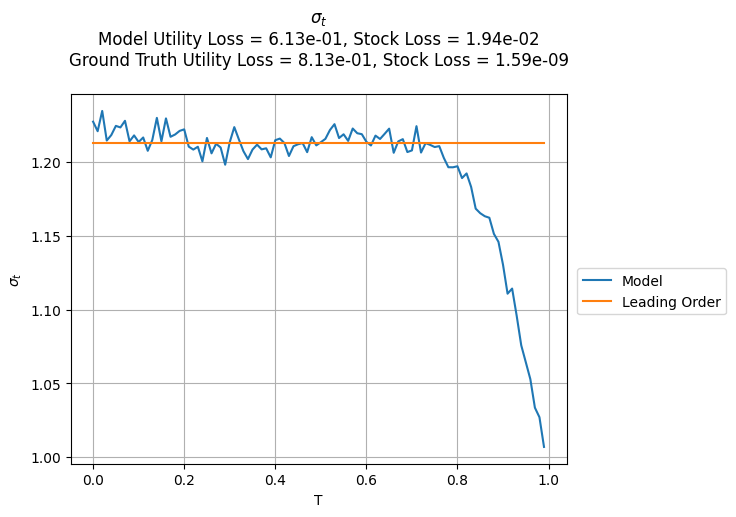 σt
Model Utility Loss = 6.13e-01, Stock Loss = 1.94e-02
Ground Truth Utility Loss = 8.13e-01, Stock Loss = 1.59e-09
1.20
1.15
1.10
1.05
1.00
σt
0.0 0.2 0.4 0.6 0.8 1.0
T
Model
Leading Order